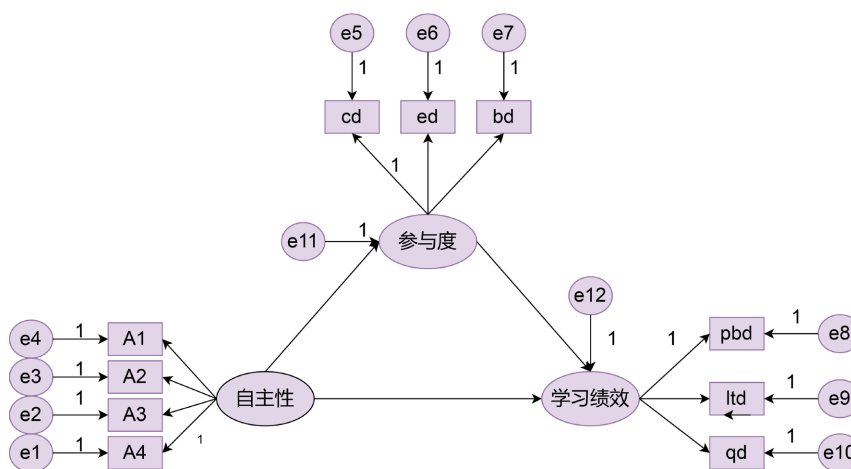 e5 e6 e7
1 1 1
cd ed bd
1
e11 1 参与度
e12
1
e4 1 A1
e3 1 A2
e2 1 A3
e1 1 A4
自主性
1
学习绩效
1 pbd 1 e8
ltd 1 e9
qd 1 e10